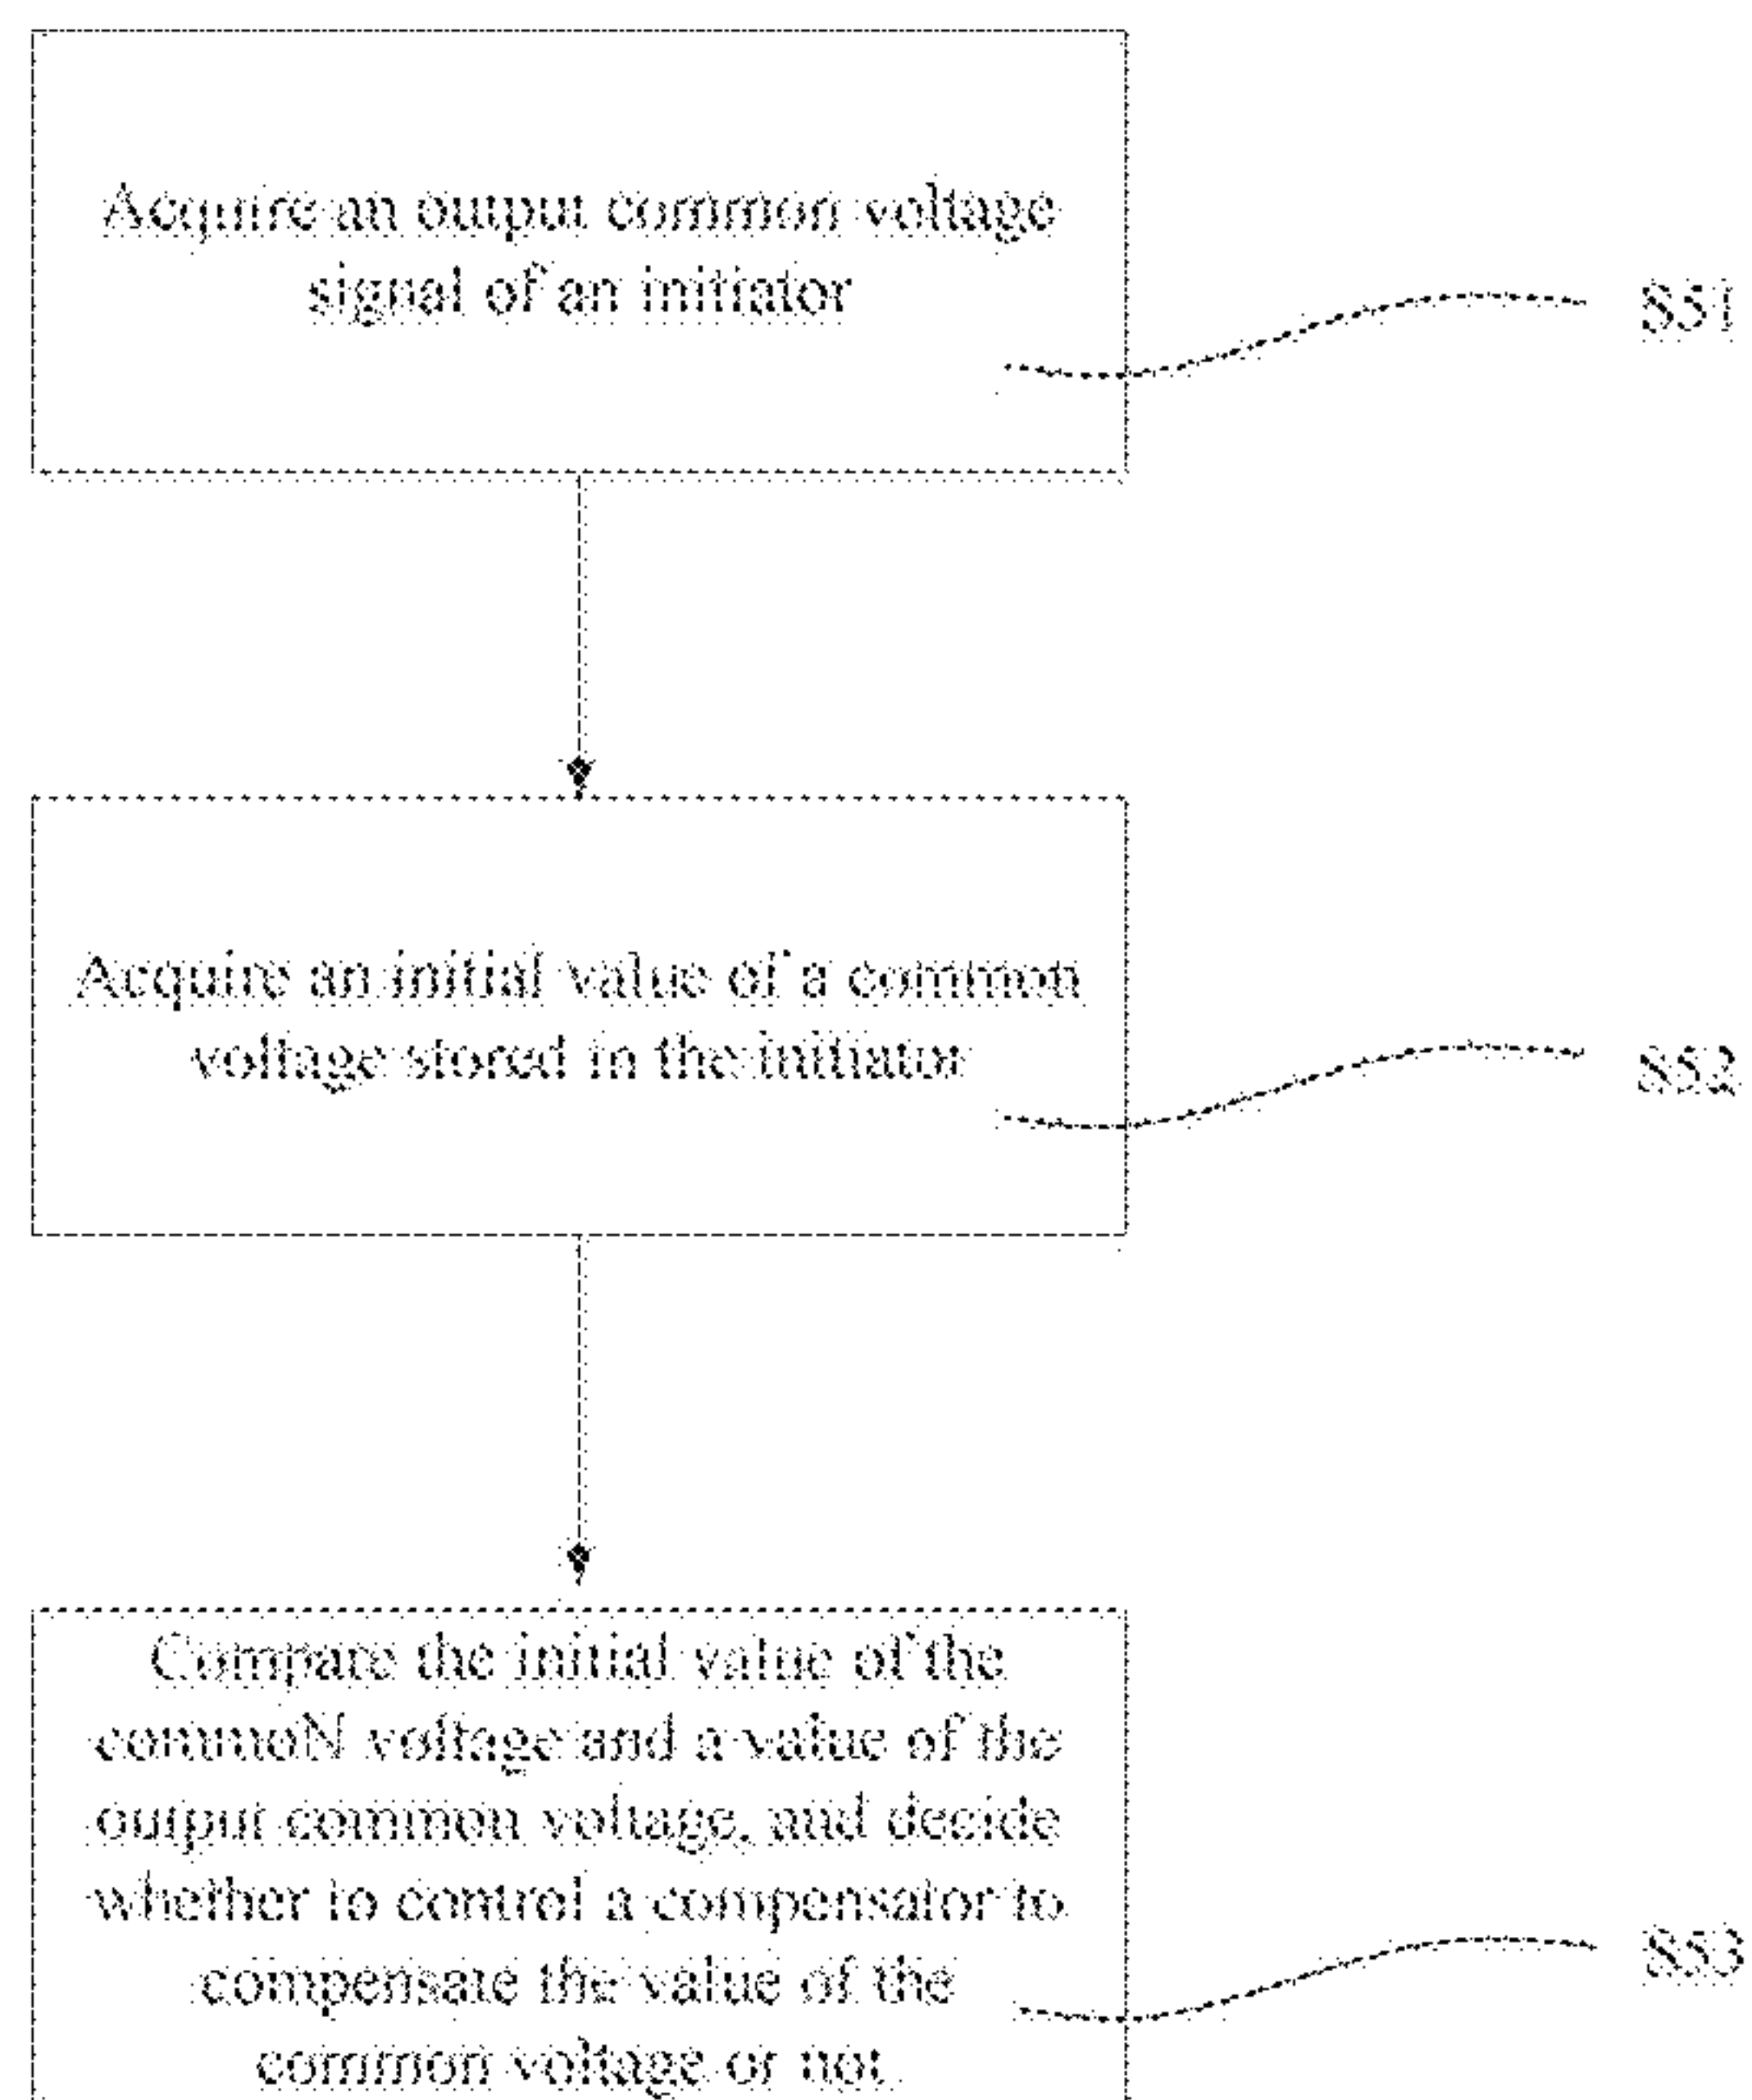 Acquire an output common voltage
signal of an initiator
S51
Acquire an initial value of a common
voltage stored in the initiator
S52
Compare the initial value of the
commoN voltage and a value of the
output common voltage, and decide
whether to control a compensator to
compensate the value of the
common voltage or not
S53